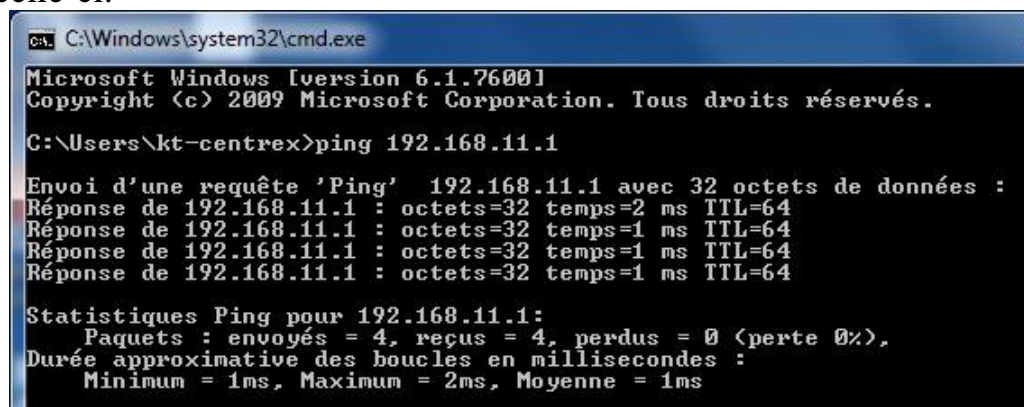 C:\Windows\system32\cmd.exe
Microsoft Windows [version 6.1.7600]
Copyright (c) 2009 Microsoft Corporation. Tous droits réservés.
C:\Users\kt-centrex>ping 192.168.11.1
Envoi d'une requête 'Ping'  192.168.11.1 avec 32 octets de données :
Réponse de 192.168.11.1 : octets=32 temps=2 ms TTL=64
Réponse de 192.168.11.1 : octets=32 temps=1 ms TTL=64
Réponse de 192.168.11.1 : octets=32 temps=1 ms TTL=64
Réponse de 192.168.11.1 : octets=32 temps=1 ms TTL=64
Statistiques Ping pour 192.168.11.1:
    Paquets : envoyés = 4, reçus = 4, perdus = 0 (perte 0%),
Durée approximative des boucles en millisecondes :
    Minimum = 1ms, Maximum = 2ms, Moyenne = 1ms